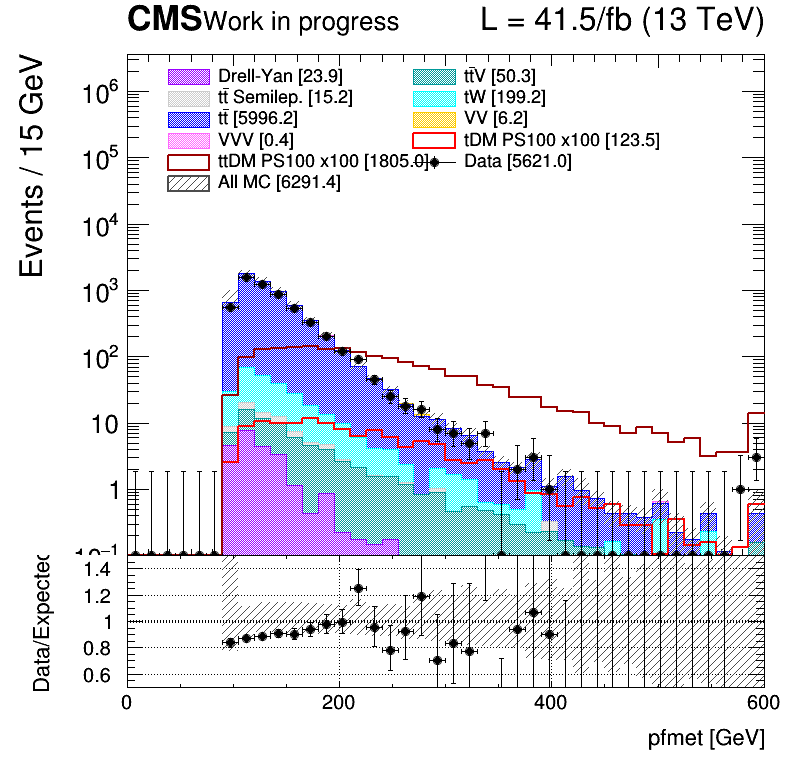 CMS Work in progress L = 41.5/fb (13 TeV)
Events / 15 GeV
Drell-Yan [23.9] tt̄V [50.3]
tt̄ Semilep. [15.2] tW [199.2]
tt̄ [5996.2] VV [6.2]
VVV [0.4] tDM PS100 x100 [123.5]
ttDM PS100 x100 [1805.0] Data [5621.0]
All MC [6291.4]
10⁶
10⁵
10⁴
10³
10²
10
1
10⁻¹
Data/Expected
1.4
1.2
1
0.8
0.6
0 200 400 600
pfmet [GeV]